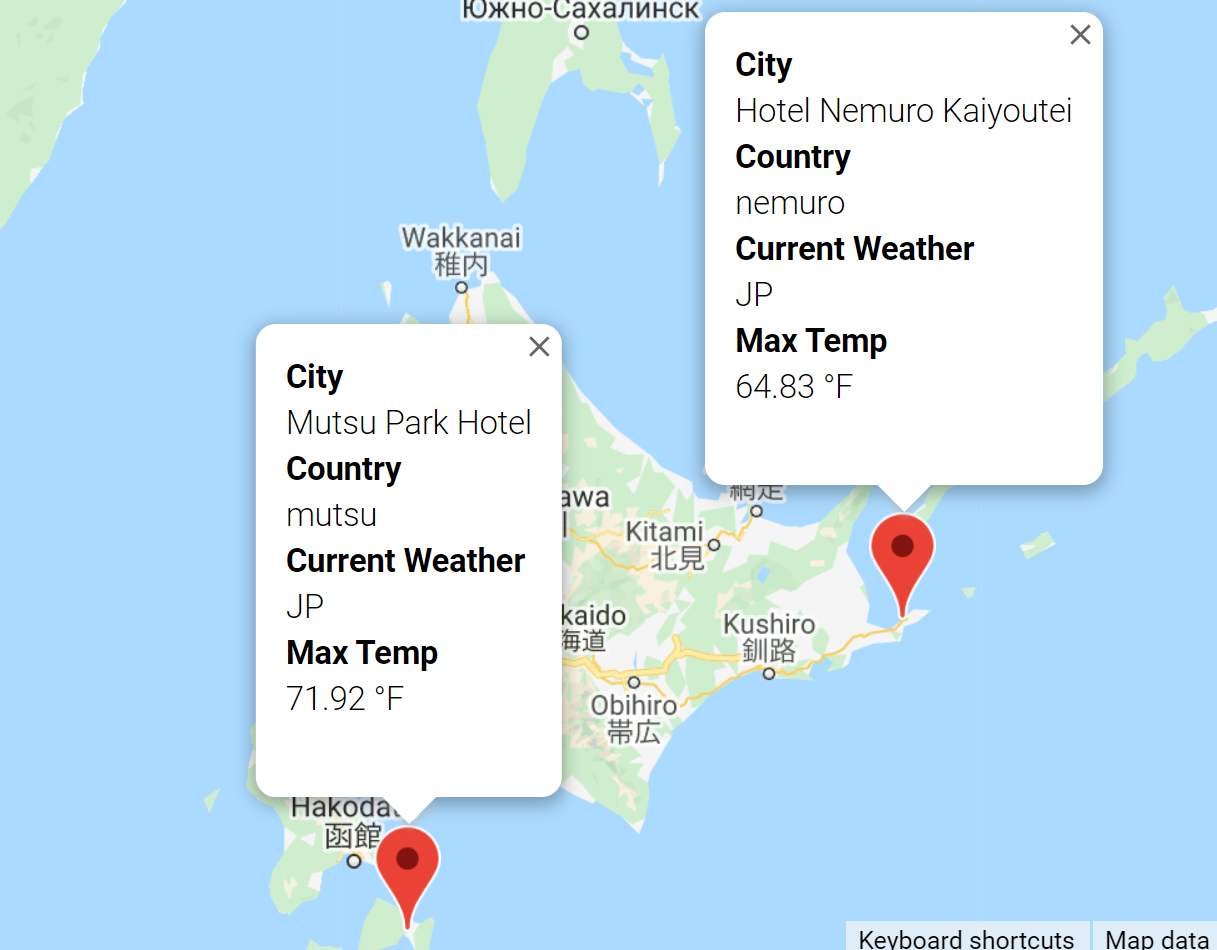 Южно-Сахалинск
City
Hotel Nemuro Kaiyoutei
Country
nemuro
Current Weather
JP
Max Temp
64.83 °F
Wakkanai
稚内
City
Mutsu Park Hotel
Country
mutsu
Current Weather
JP
Max Temp
71.92 °F
awa
網走
Kitami
北見
kaido
海道
Kushiro
釧路
Obihiro
帯広
Hakodat
函館
Keyboard shortcuts
Map data